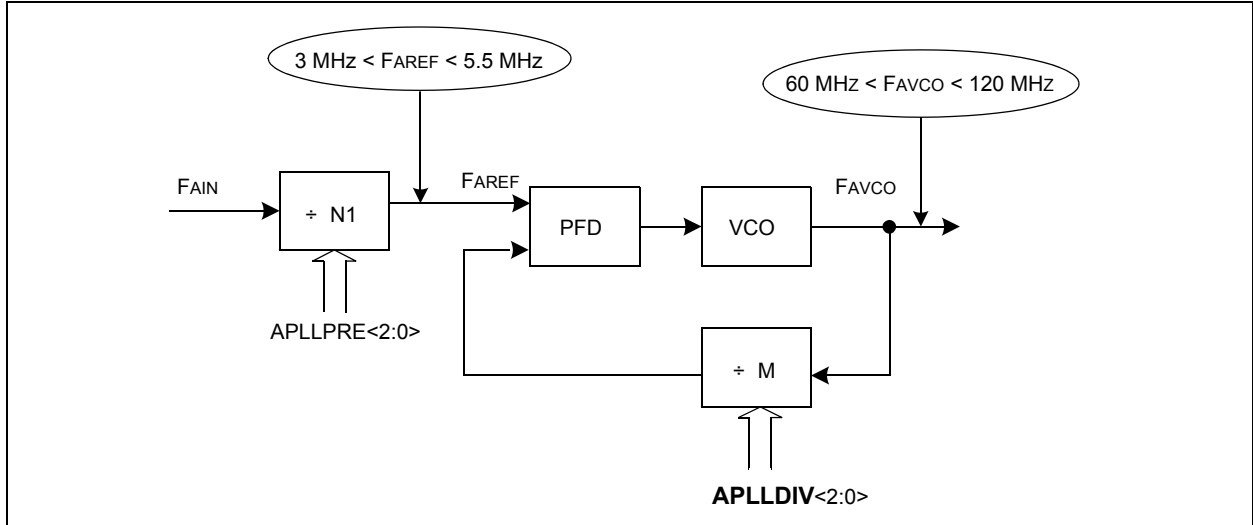 3 MHz < FAREF < 5.5 MHz
60 MHz < FAVCO < 120 MHz
FAIN
÷ N1
FAREF
PFD
VCO
FAVCO
APLLPRE<2:0>
÷ M
APLLDIV<2:0>